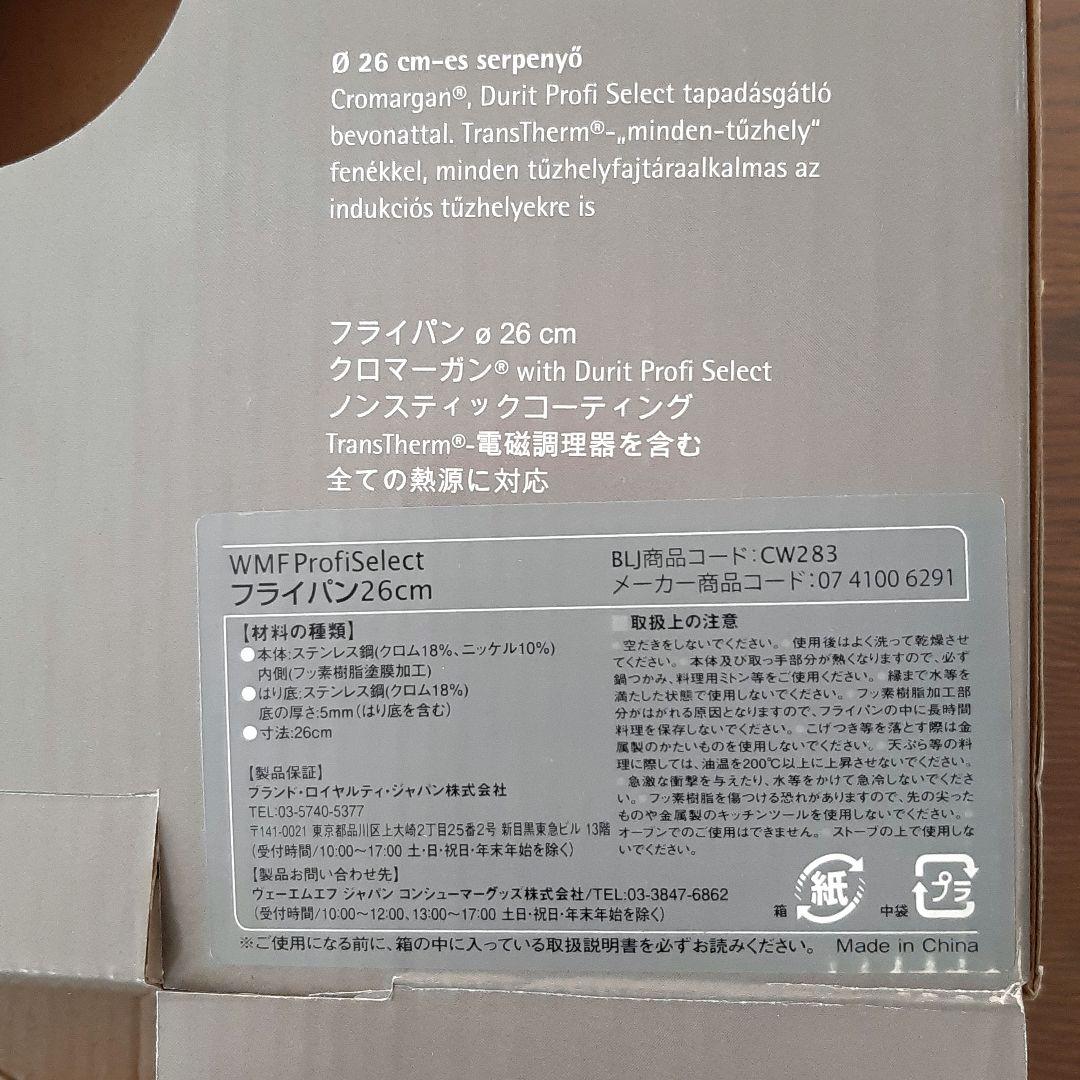 Ø 26 cm-es serpenyő
Cromargan®, Durit Profi Select tapadásgátló
bevonattal. TransTherm®-„minden-tűzhely“
fenékkel, minden tűzhelyfajtáraalkalmas az
indukciós tűzhelyekre is
フライパン ø 26 cm
クロマーガン® with Durit Profi Select
ノンスティックコーティング
TransTherm®-電磁調理器を含む
全ての熱源に対応
WMF ProfiSelect
フライパン26cm
BLJ商品コード:CW283
メーカー商品コード:07 4100 6291
【材料の種類】
●本体:ステンレス鋼(クロム18%、ニッケル10%)
内側(フッ素樹脂塗膜加工)
●はり底:ステンレス鋼(クロム18%)
底の厚さ:5mm(はり底を含む)
●寸法:26cm
【製品保証】
ブランド・ロイヤルティ・ジャパン株式会社
TEL:03-5740-5377
〒141-0021 東京都品川区上大崎2丁目25番2号 新目黒東急ビル 13階
(受付時間/10:00~17:00 土・日・祝日・年末年始を除く)
【製品お問い合わせ先】
ヴェーエムエフ ジャパン コンシューマーグッズ株式会社/TEL:03-3847-6862
(受付時間/10:00~12:00、13:00~17:00 土日・祝日・年末年始を除く)
■取扱上の注意
■空だきをしないでください。■使用後はよく洗って乾燥させ
てください。■本体及び取っ手部分が熱くなりますので、必ず
鍋つかみ、料理用ミトン等をご使用ください。■縁まで水等を
満たした状態で使用しないでください。■フッ素樹脂加工部
分がはがれる原因となりますので、フライパンの中に長時間
料理を保存しないでください。■こげつき等を落とす際は金
属製のかたいものを使用しないでください。■天ぷら等の料
理に際しては、油温を200℃以上に上昇させないでください。
■急激な衝撃を与えたり、水等をかけて急冷しないでくださ
い。■フッ素樹脂を傷つける恐れがありますので、先の尖った
ものや金属製のキッチンツールを使用しないでください。■
オーブンでのご使用はできません。■ストーブの上で使用しな
いでください。
箱 紙 中袋 プラ
※ご使用になる前に、箱の中に入っている取扱説明書を必ずお読みください。 Made in China